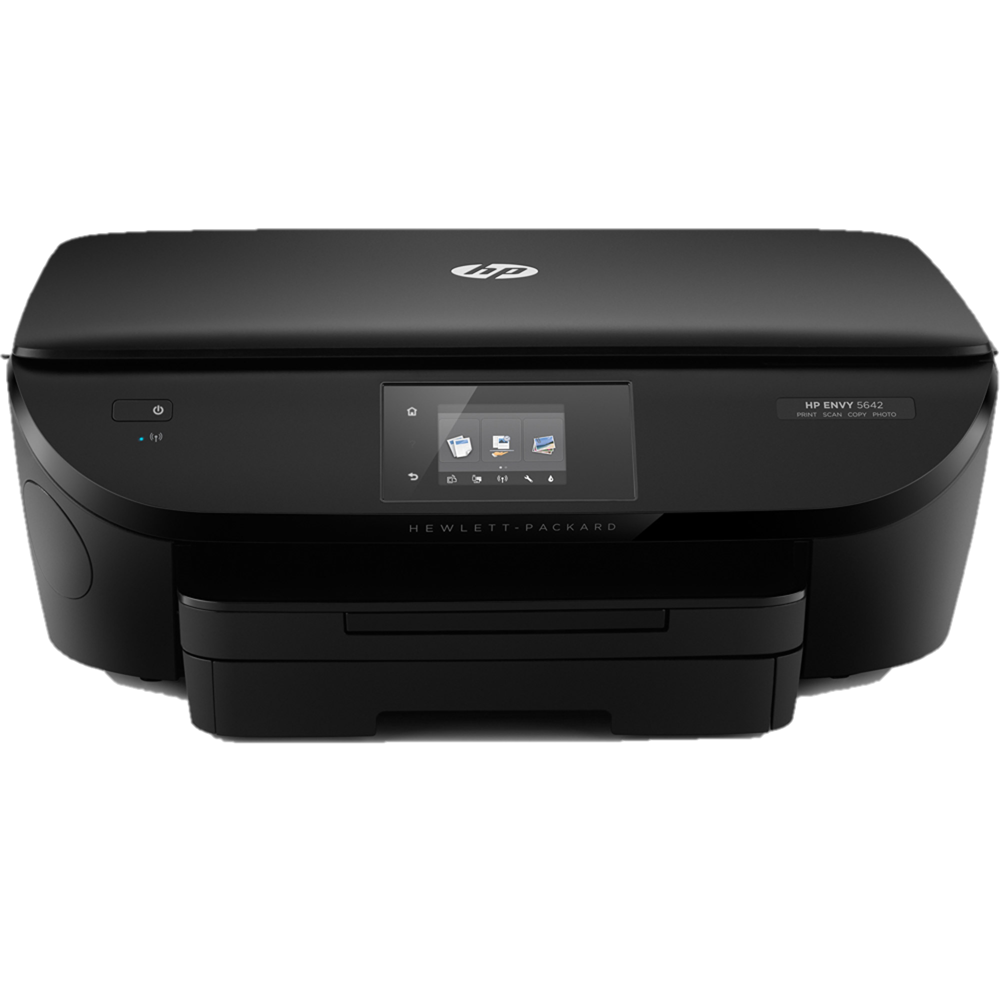 hp
HP ENVY 5642
PRINT SCAN COPY PHOTO
HEWLETT-PACKARD